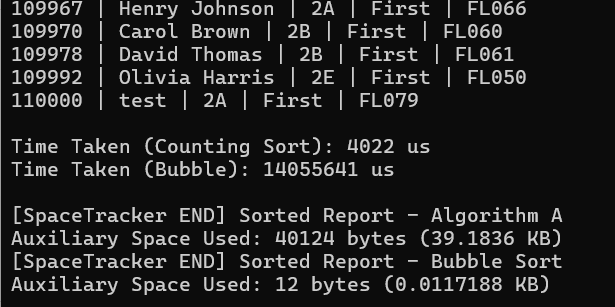 109967 | Henry Johnson | 2A | First | FL066
109970 | Carol Brown | 2B | First | FL060
109978 | David Thomas | 2B | First | FL061
109992 | Olivia Harris | 2E | First | FL050
110000 | test | 2A | First | FL079
Time Taken (Counting Sort): 4022 us
Time Taken (Bubble): 14055641 us
[SpaceTracker END] Sorted Report - Algorithm A
Auxiliary Space Used: 40124 bytes (39.1836 KB)
[SpaceTracker END] Sorted Report - Bubble Sort
Auxiliary Space Used: 12 bytes (0.0117188 KB)